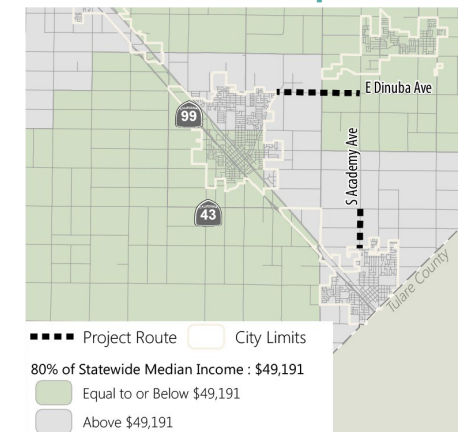 E Dinuba Ave
99
S Academy Ave
43
Tulare County
Project Route
City Limits
80% of Statewide Median Income : $49,191
Equal to or Below $49,191
Above $49,191